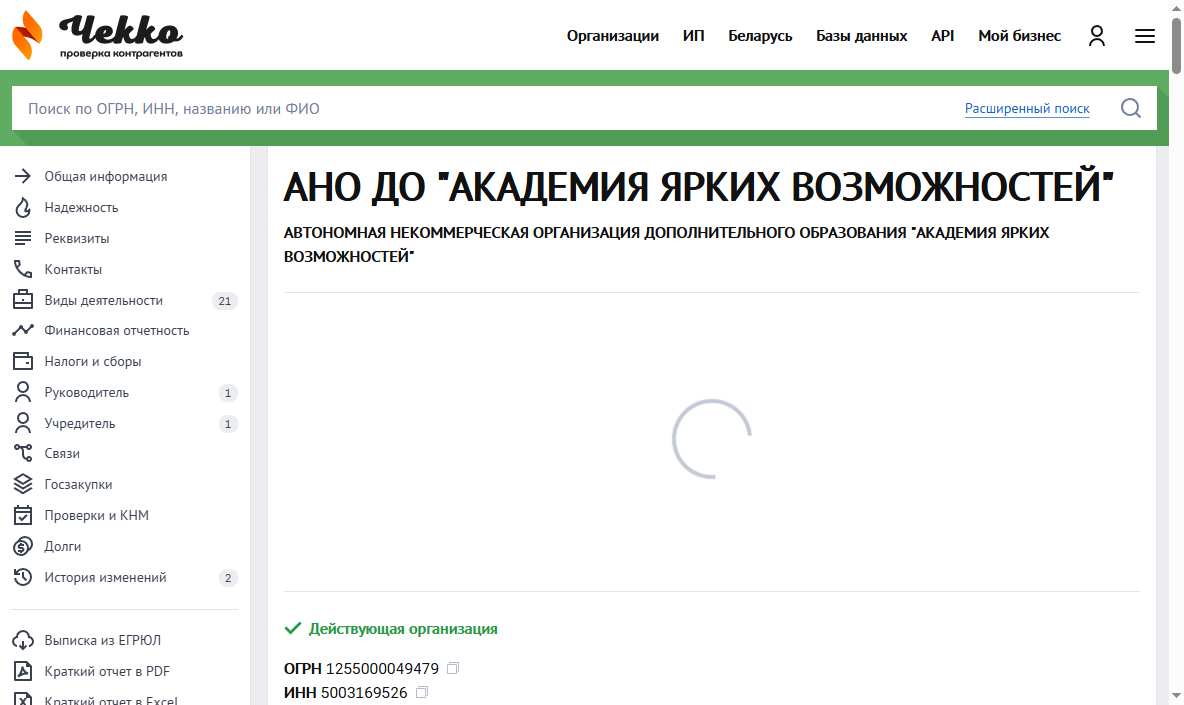 Чекко
проверка контрагентов
Организации ИП Беларусь Базы данных API Мой бизнес
Поиск по ОГРН, ИНН, названию или ФИО Расширенный поиск
Общая информация
Надежность
Реквизиты
Контакты
Виды деятельности 21
Финансовая отчетность
Налоги и сборы
Руководитель 1
Учредитель 1
Связи
Госзакупки
Проверки и КНМ
Долги
История изменений 2
Выписка из ЕГРЮЛ
Краткий отчет в PDF
Краткий отчет в Excel
АНО ДО "АКАДЕМИЯ ЯРКИХ ВОЗМОЖНОСТЕЙ"
АВТОНОМНАЯ НЕКОММЕРЧЕСКАЯ ОРГАНИЗАЦИЯ ДОПОЛНИТЕЛЬНОГО ОБРАЗОВАНИЯ "АКАДЕМИЯ ЯРКИХ
ВОЗМОЖНОСТЕЙ"
Действующая организация
ОГРН 1255000049479
ИНН 5003169526